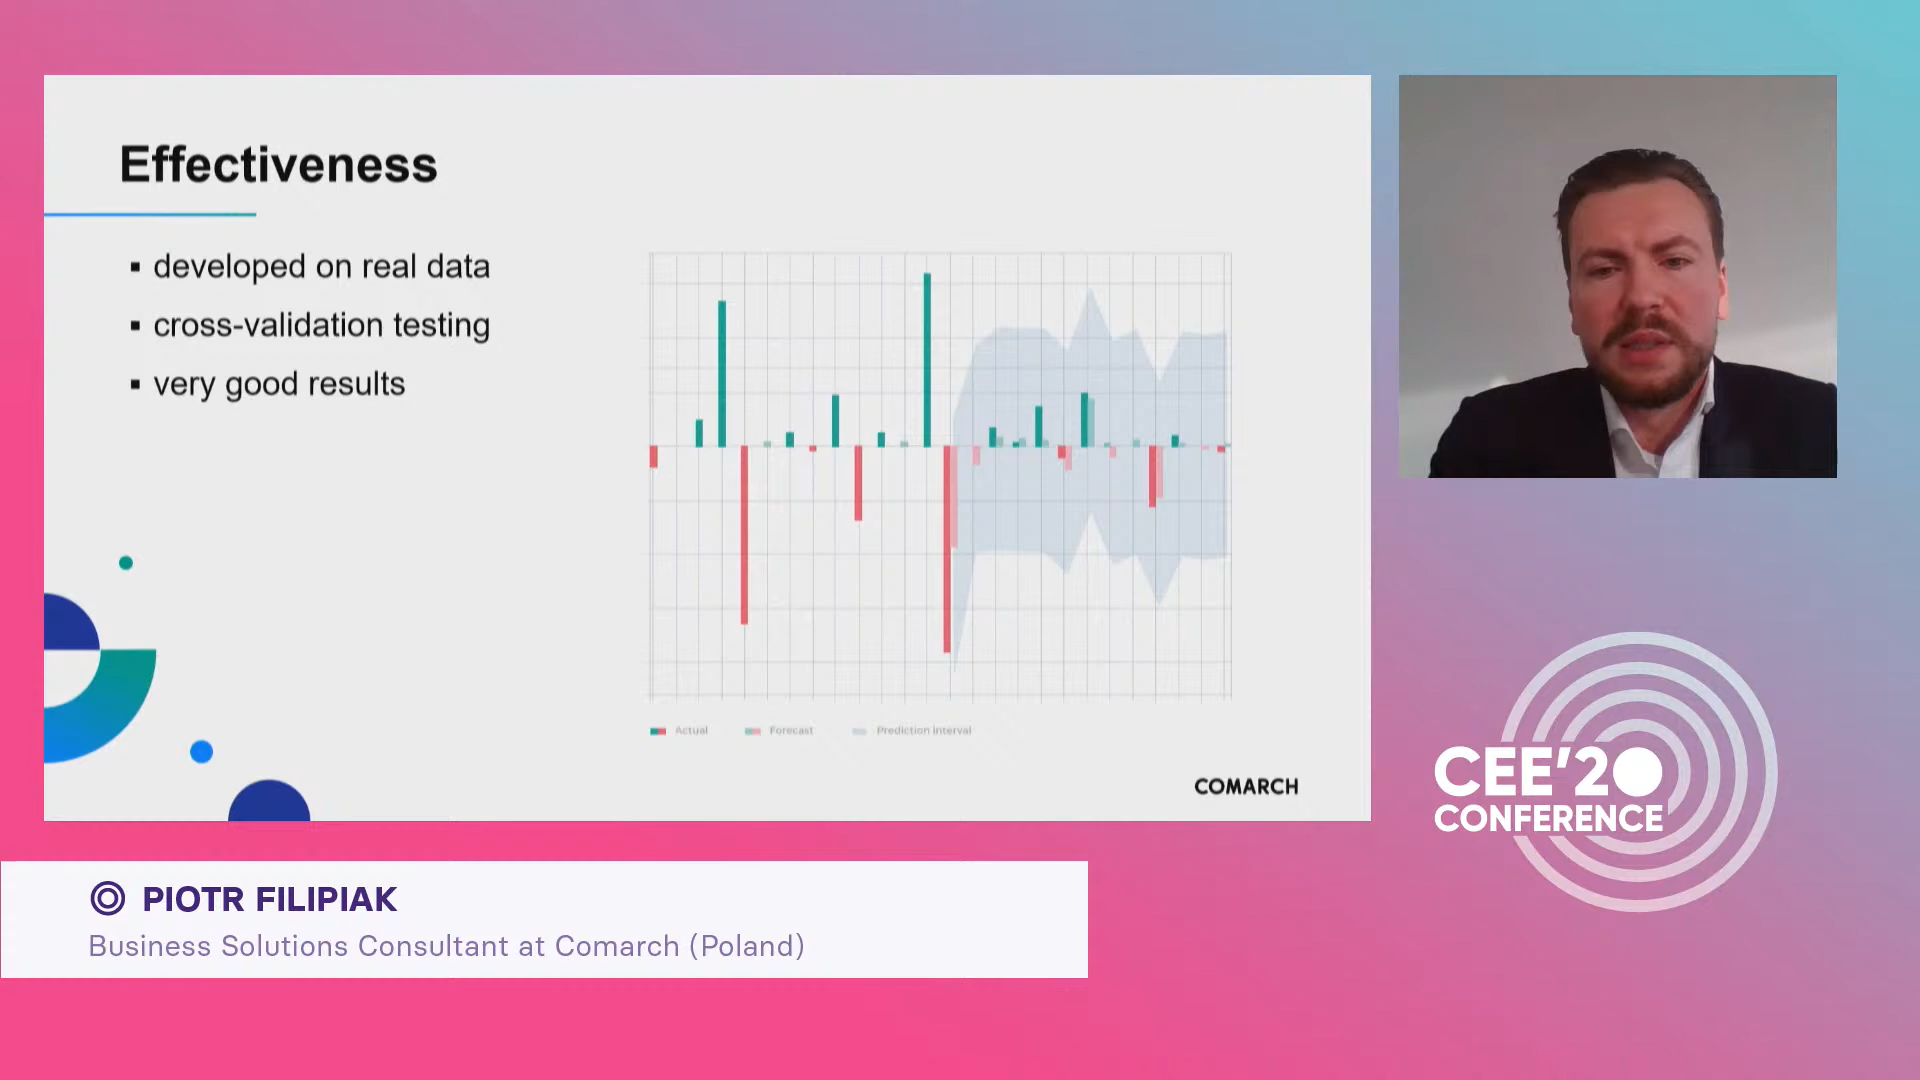 Effectiveness
▪ developed on real data
▪ cross-validation testing
▪ very good results
Actual Forecast Prediction interval
COMARCH
CEE'20
CONFERENCE
PIOTR FILIPIAK
Business Solutions Consultant at Comarch (Poland)